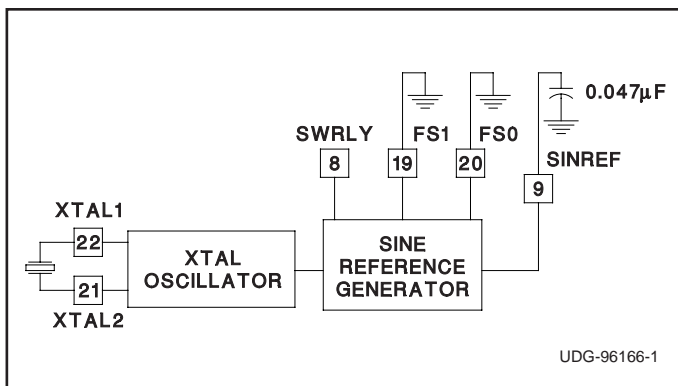 0.047µF
SWRLY FS1 FS0
SINREF
8 19 20
9
XTAL1
22
XTAL
OSCILLATOR
SINE
REFERENCE
GENERATOR
21
XTAL2
UDG-96166-1